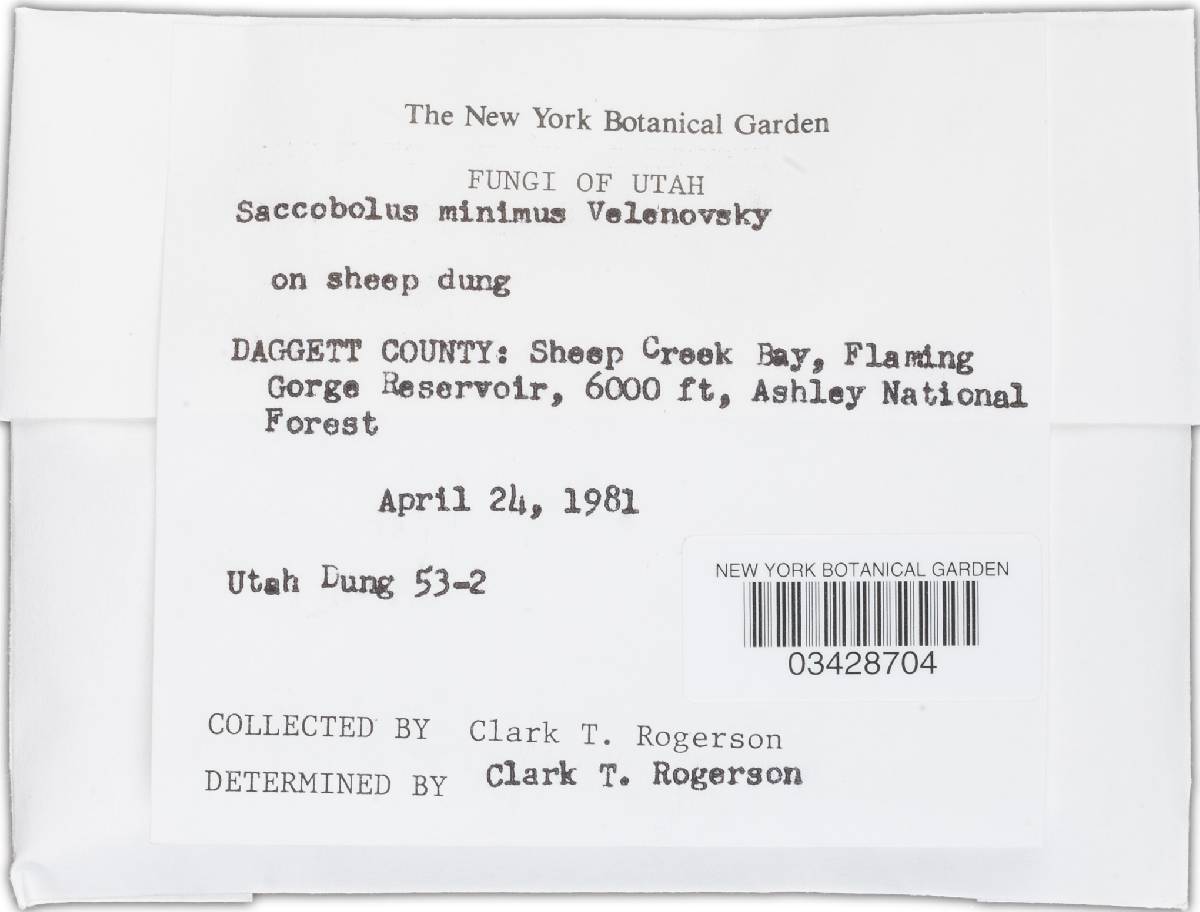 The New York Botanical Garden
FUNGI OF UTAH
Saccobolus minimus Velenovsky
on sheep dung
DAGGETT COUNTY: Sheep Creek Bay, Flaming
Gorge Reservoir, 6000 ft, Ashley National
Forest
April 24, 1981
Utah Dung 53-2
NEW YORK BOTANICAL GARDEN
03428704
COLLECTED BY Clark T. Rogerson
DETERMINED BY Clark T. Rogerson